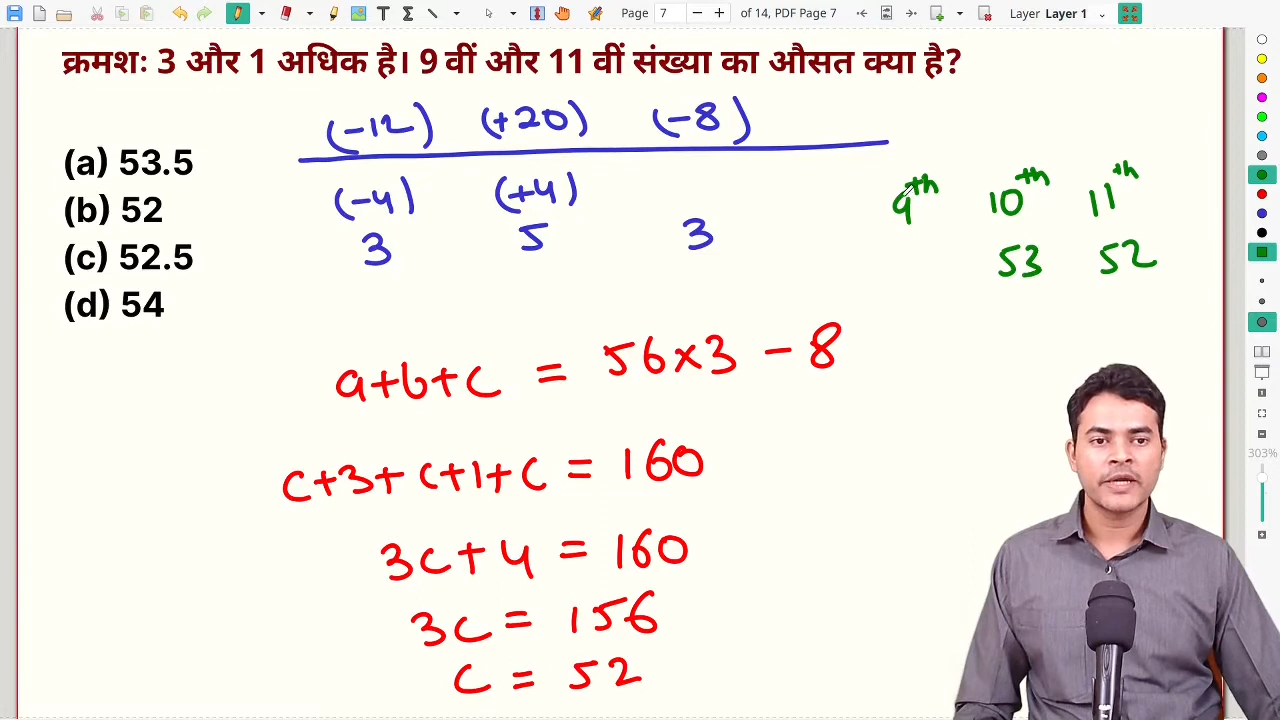 Page 7 of 14, PDF Page 7 Layer Layer 1
क्रमशः 3 और 1 अधिक है। 9 वीं और 11 वीं संख्या का औसत क्या है?
(-12) (+20) (-8)
(a) 53.5
(-4) (+4)
9th 10th 11th
(b) 52
3 5 3
53 52
(c) 52.5
(d) 54
a+b+c = 56×3 - 8
c+3+c+1+c = 160
303%
3c+4 = 160
3c = 156
c = 52